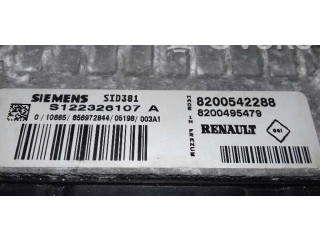 SIEMENS SID301
S122326107 A
0 / 10665/ 856972844 / 05198/ 003A1
MADE IN FRANCE
8200542288
8200495479
RENAULT